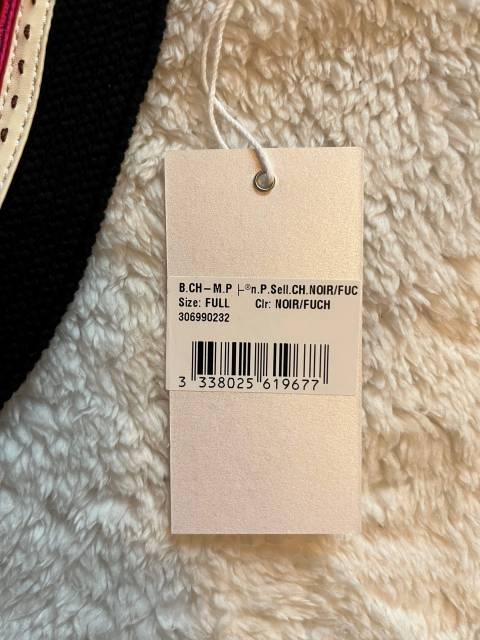 B.CH-M.P ├®n.P.Sell.CH.NOIR/FUC
Size: FULL Clr: NOIR/FUCH
306990232
3 338025 619677